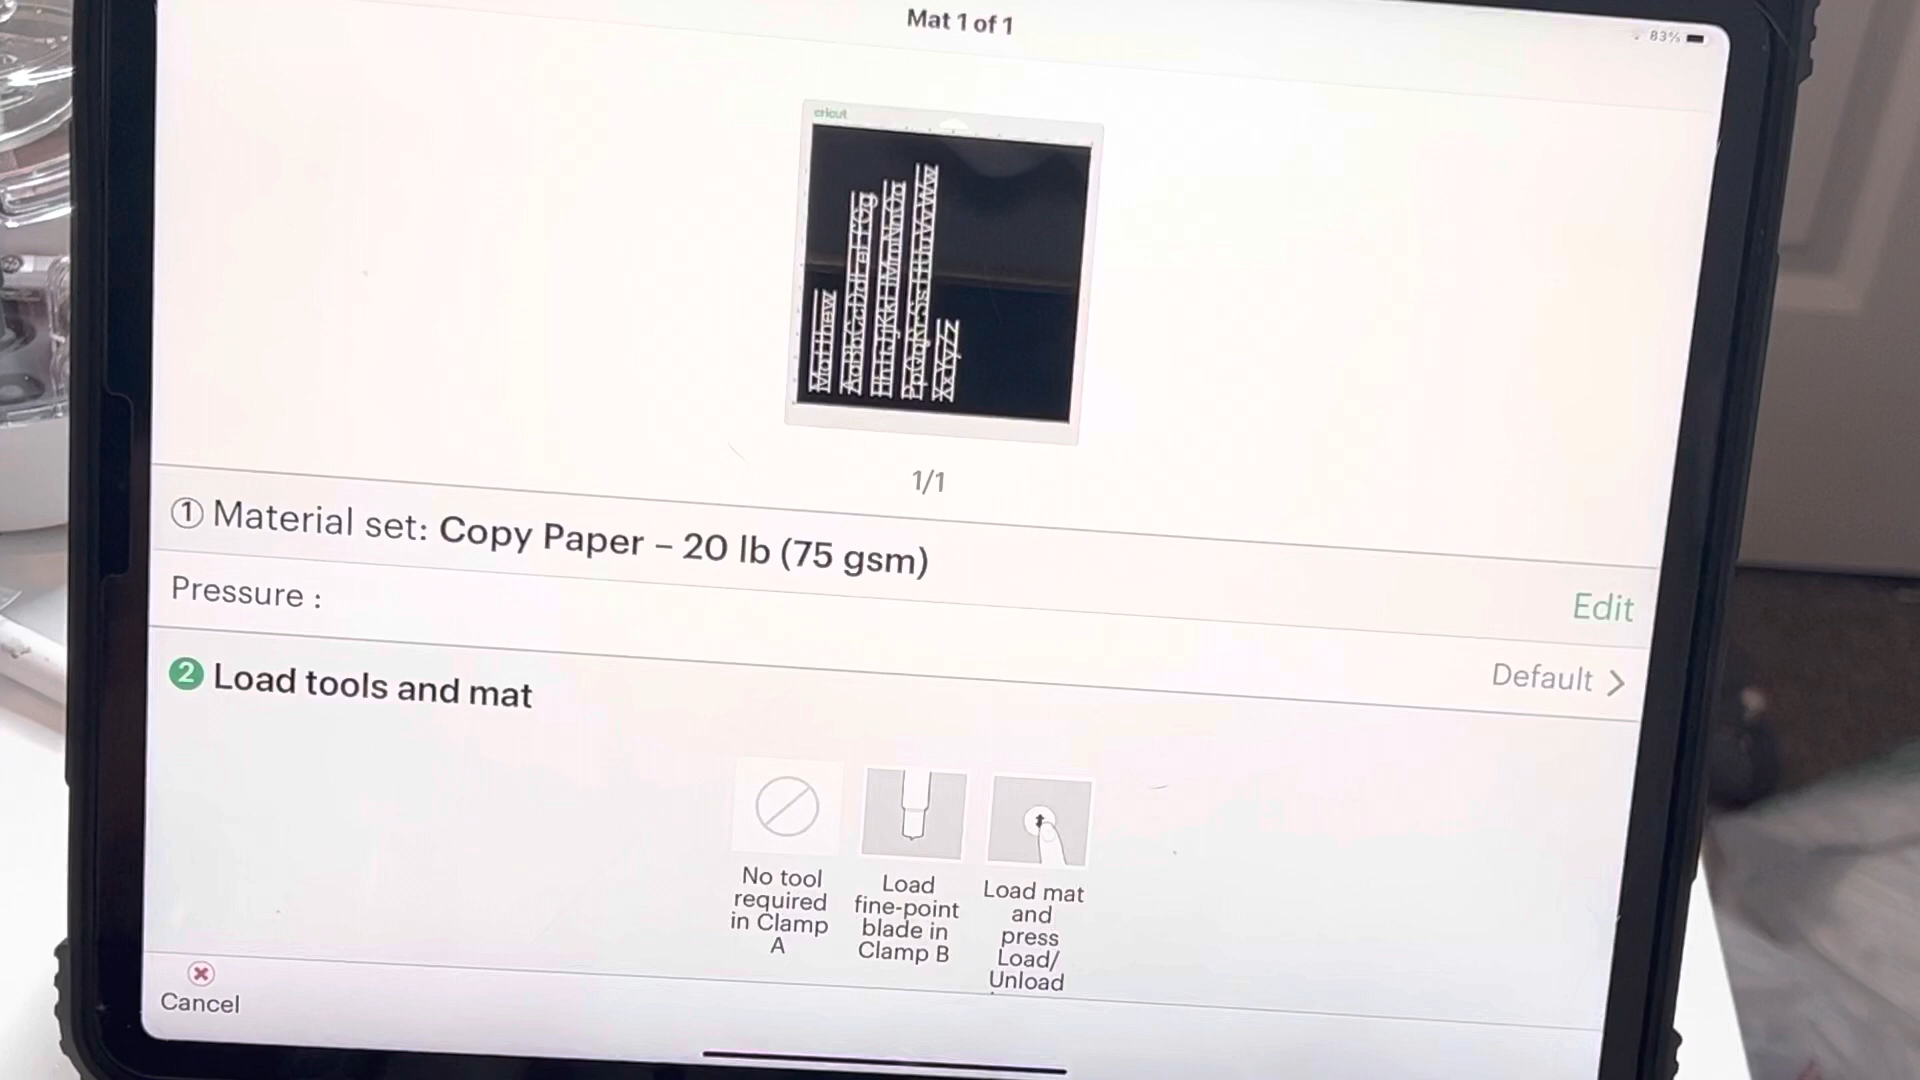 Mat 1 of 1
83%
cricut
Matthew
XxYyZz
1/1
1 Material set: Copy Paper – 20 lb (75 gsm)
Edit
Pressure :
Default >
2 Load tools and mat
No tool
required
in Clamp
A
Load
fine-point
blade in
Clamp B
Load mat
and
press
Load/
Unload
Cancel